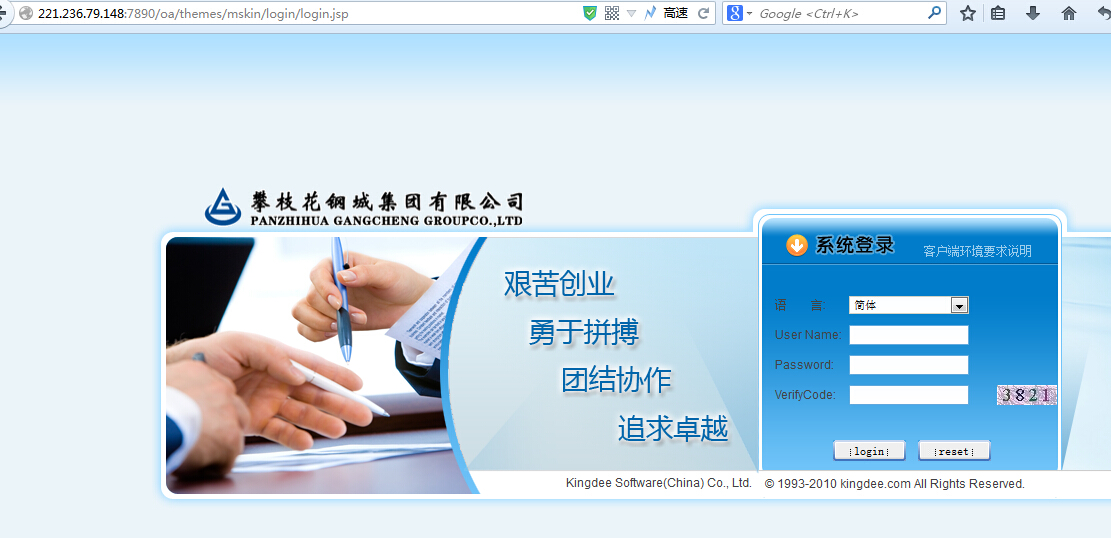 221.236.79.148:7890/oa/themes/mskin/login/login.jsp
高速
Google <Ctrl+K>
攀枝花钢城集团有限公司
PANZHIHUA GANGCHENG GROUPCO.,LTD
系统登录
客户端环境要求说明
艰苦创业
勇于拼搏
团结协作
追求卓越
语 言:
简体
User Name:
Password:
VerifyCode:
3821
login
reset
Kingdee Software(China) Co., Ltd. © 1993-2010 kingdee.com All Rights Reserved.